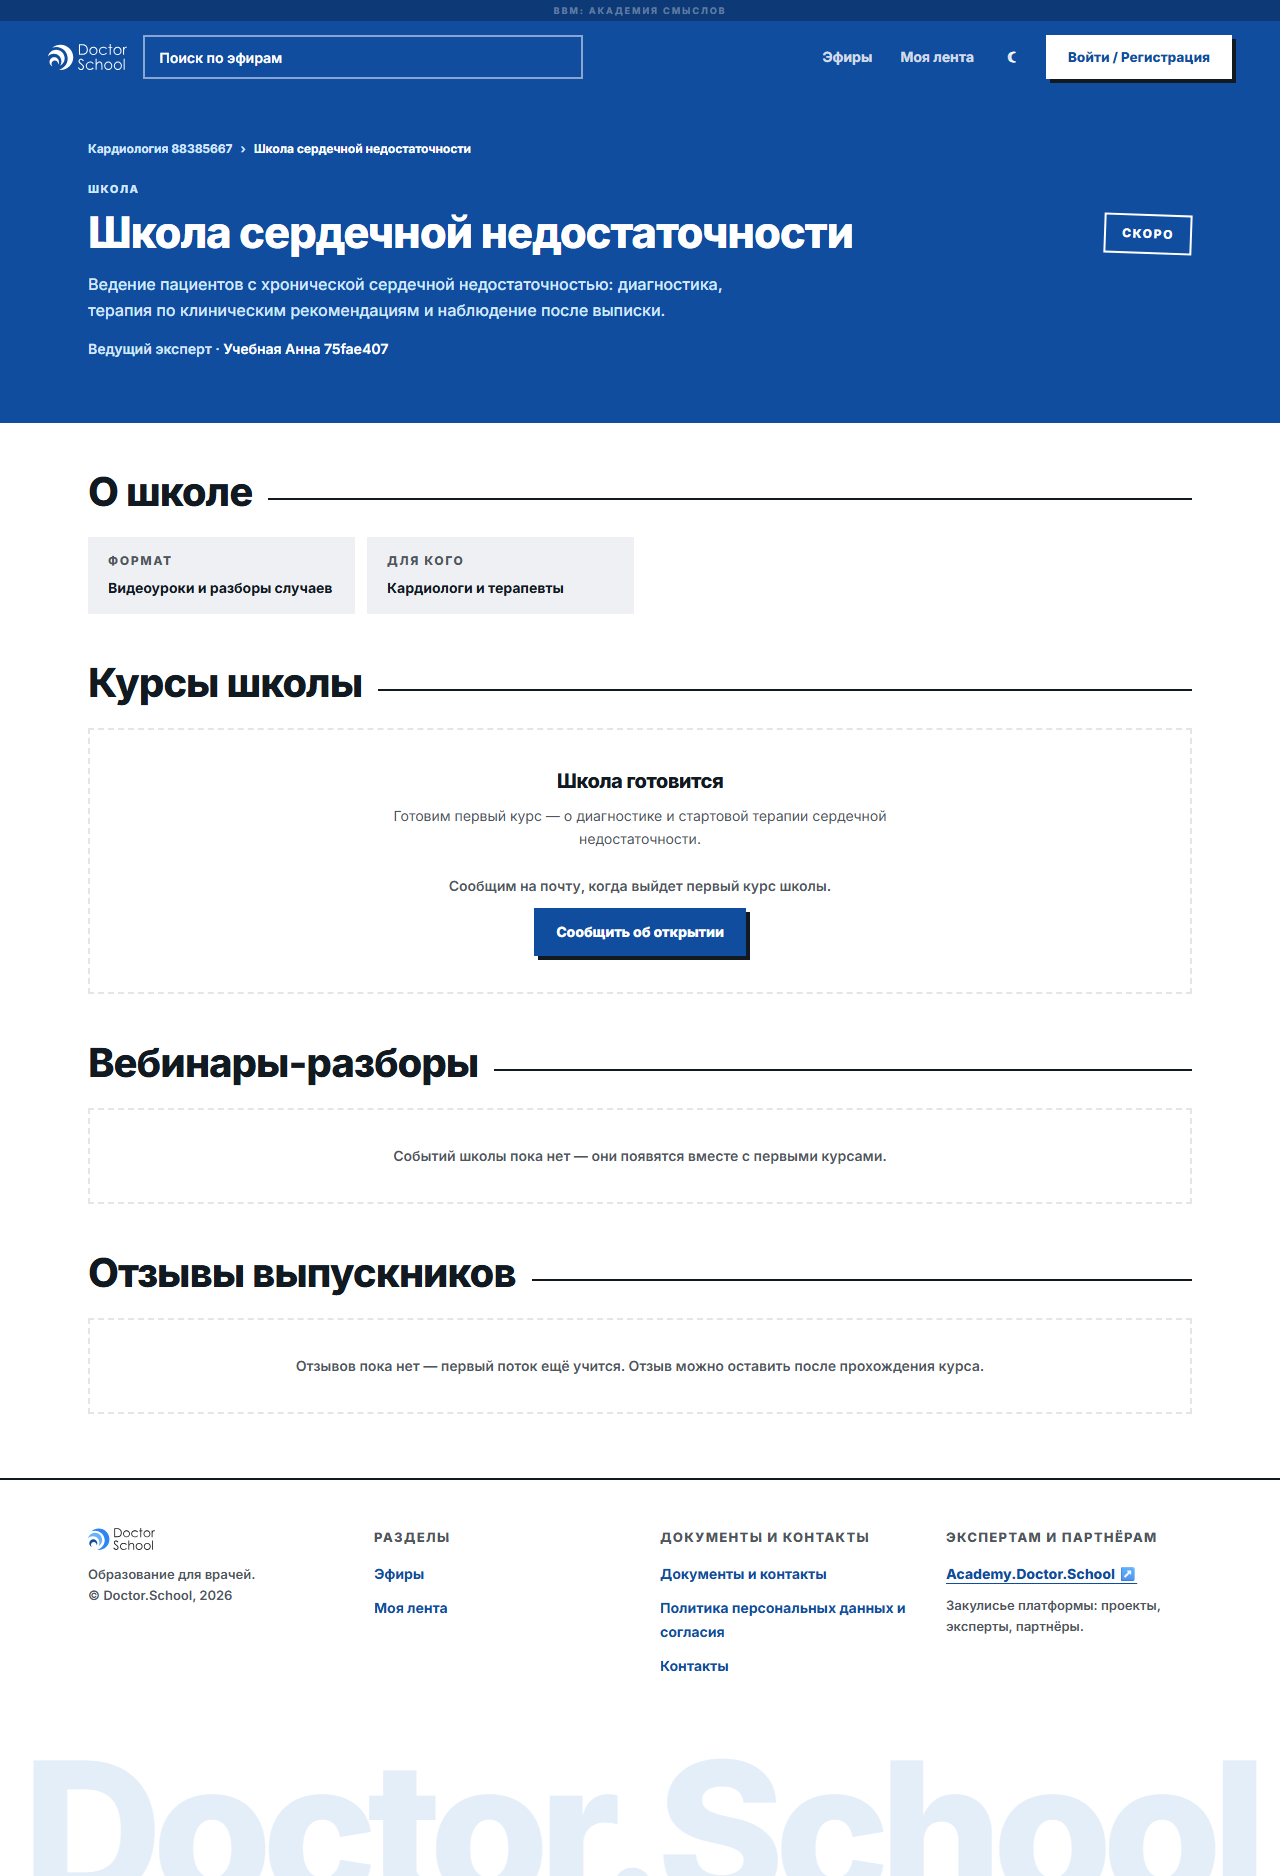 ВВМ: АКАДЕМИЯ СМЫСЛОВ
Doctor
School
Поиск по эфирам
Эфиры
Моя лента
Войти / Регистрация
Кардиология 88385667 › Школа сердечной недостаточности
ШКОЛА
Школа сердечной недостаточности
СКОРО
Ведение пациентов с хронической сердечной недостаточностью: диагностика,
терапия по клиническим рекомендациям и наблюдение после выписки.
Ведущий эксперт · Учебная Анна 75fae407
О школе
ФОРМАТ
Видеоуроки и разборы случаев
ДЛЯ КОГО
Кардиологи и терапевты
Курсы школы
Школа готовится
Готовим первый курс — о диагностике и стартовой терапии сердечной
недостаточности.
Сообщим на почту, когда выйдет первый курс школы.
Сообщить об открытии
Вебинары-разборы
Событий школы пока нет — они появятся вместе с первыми курсами.
Отзывы выпускников
Отзывов пока нет — первый поток ещё учится. Отзыв можно оставить после прохождения курса.
Doctor
School
Образование для врачей.
© Doctor.School, 2026
РАЗДЕЛЫ
Эфиры
Моя лента
ДОКУМЕНТЫ И КОНТАКТЫ
Документы и контакты
Политика персональных данных и
согласия
Контакты
ЭКСПЕРТАМ И ПАРТНЁРАМ
Academy.Doctor.School ↗
Закулисье платформы: проекты,
эксперты, партнёры.
Doctor.School